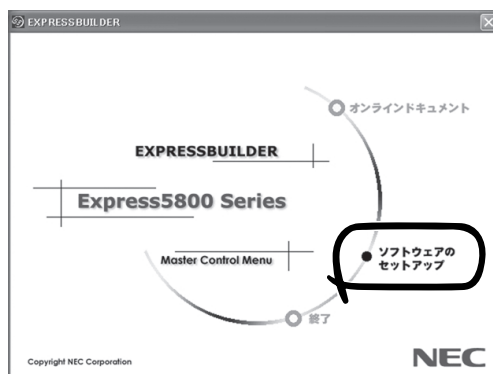 EXPRESSBUILDER
オンラインドキュメント
EXPRESSBUILDER
Express5800 Series
ソフトウェアの
セットアップ
Master Control Menu
終了
Copyright NEC Corporation
NEC